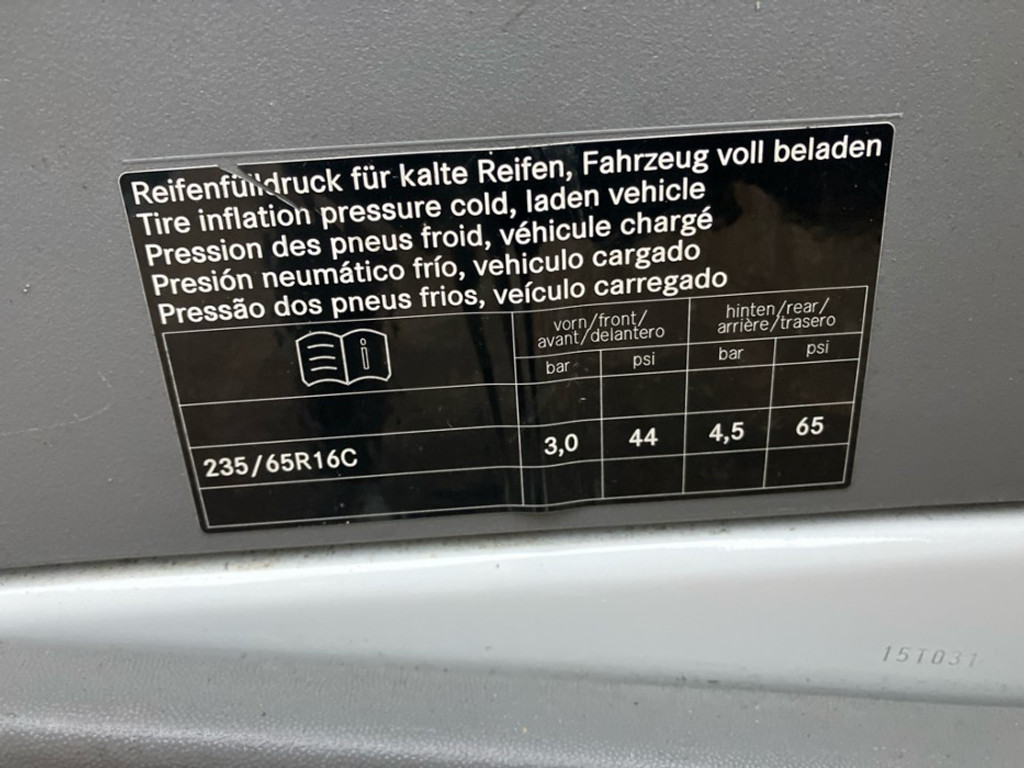 Reifenfülldruck für kalte Reifen, Fahrzeug voll beladen
Tire inflation pressure cold, laden vehicle
Pression des pneus froid, véhicule chargé
Presión neumático frío, vehiculo cargado
Pressão dos pneus frios, veículo carregado
vorn/front/ hinten/rear/
avant/delantero arrière/trasero
bar psi bar psi
235/65R16C 3,0 44 4,5 65
15T031